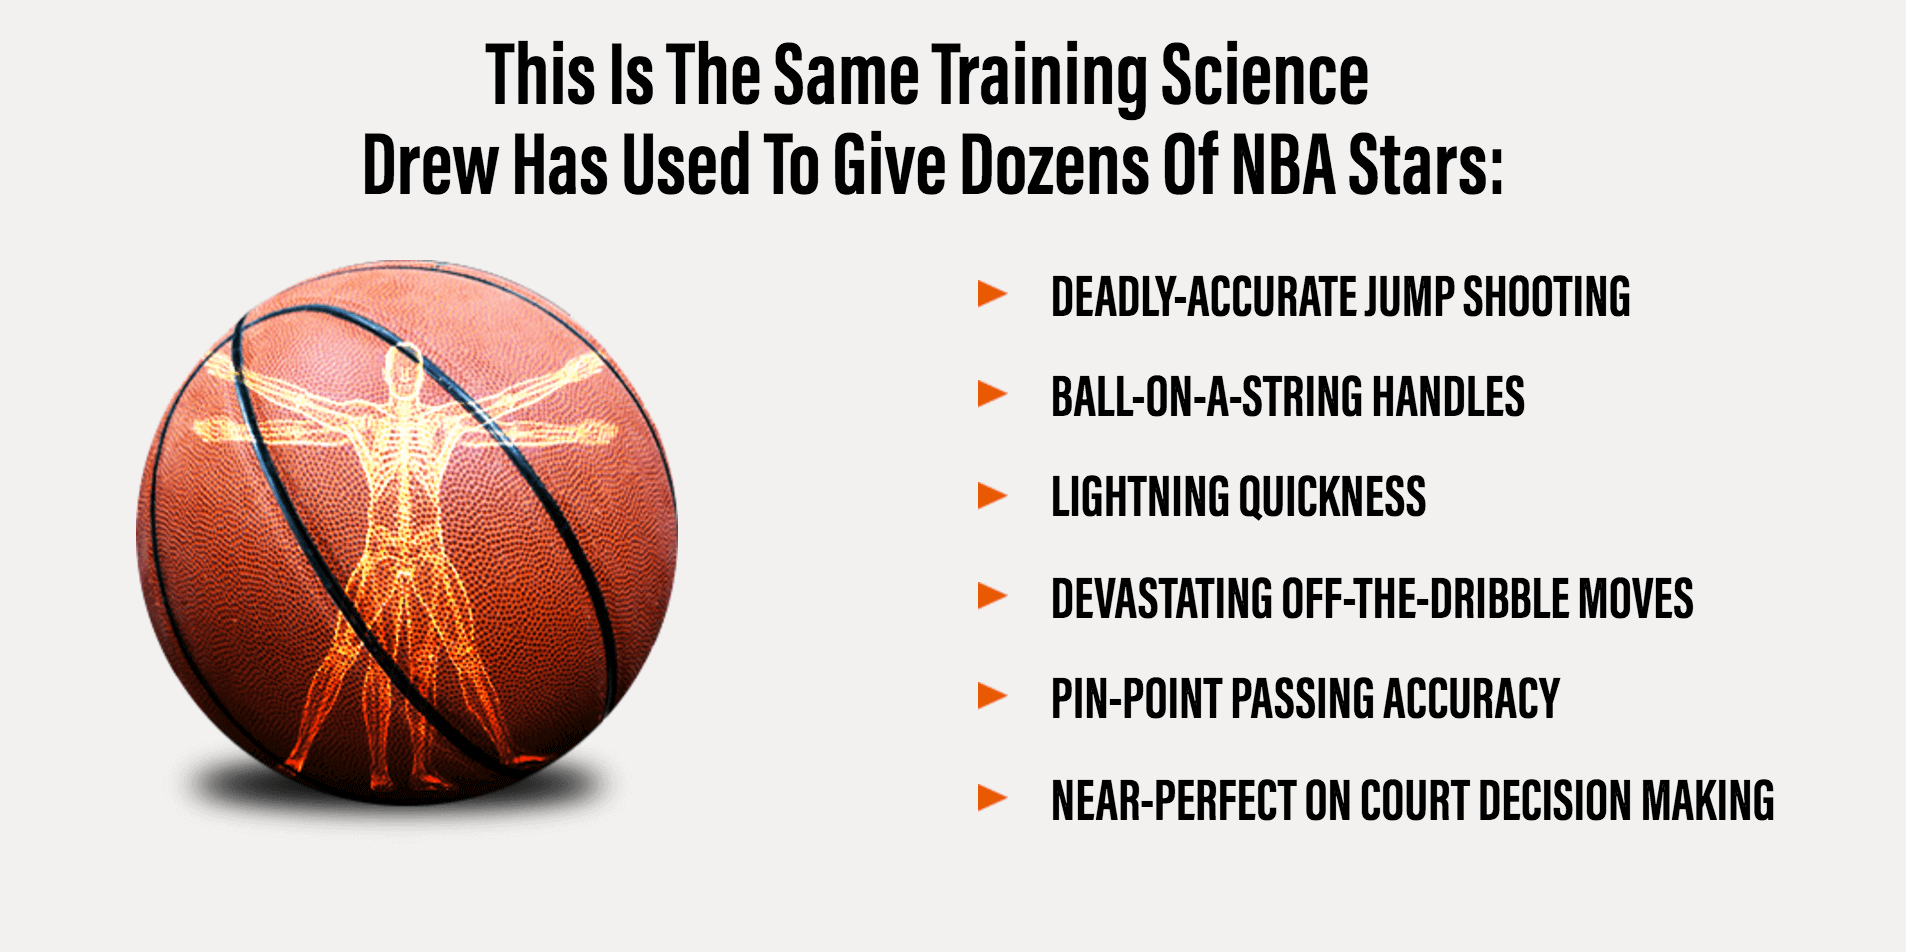 This Is The Same Training Science
Drew Has Used To Give Dozens Of NBA Stars:
DEADLY-ACCURATE JUMP SHOOTING
BALL-ON-A-STRING HANDLES
LIGHTNING QUICKNESS
DEVASTATING OFF-THE-DRIBBLE MOVES
PIN-POINT PASSING ACCURACY
NEAR-PERFECT ON COURT DECISION MAKING